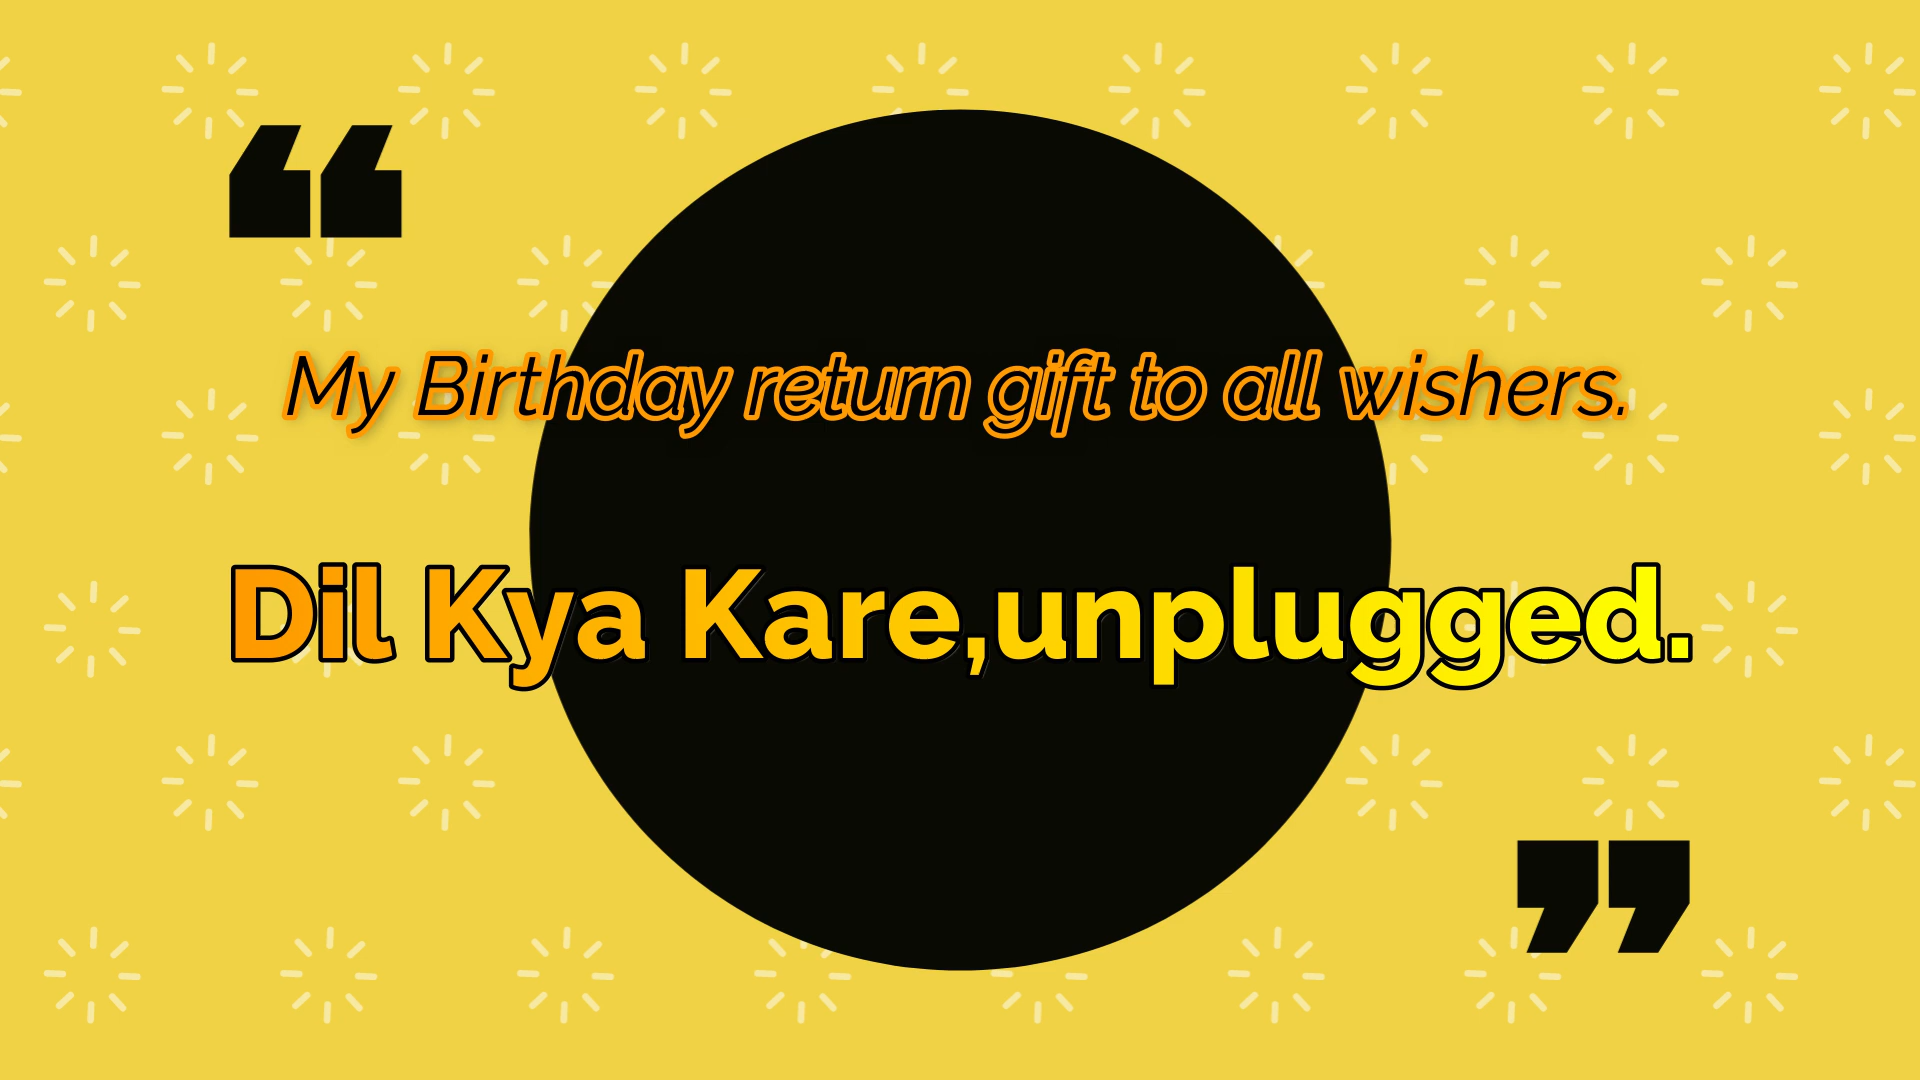 “
My Birthday return gift to all wishers.
Dil Kya Kare,unplugged.
”